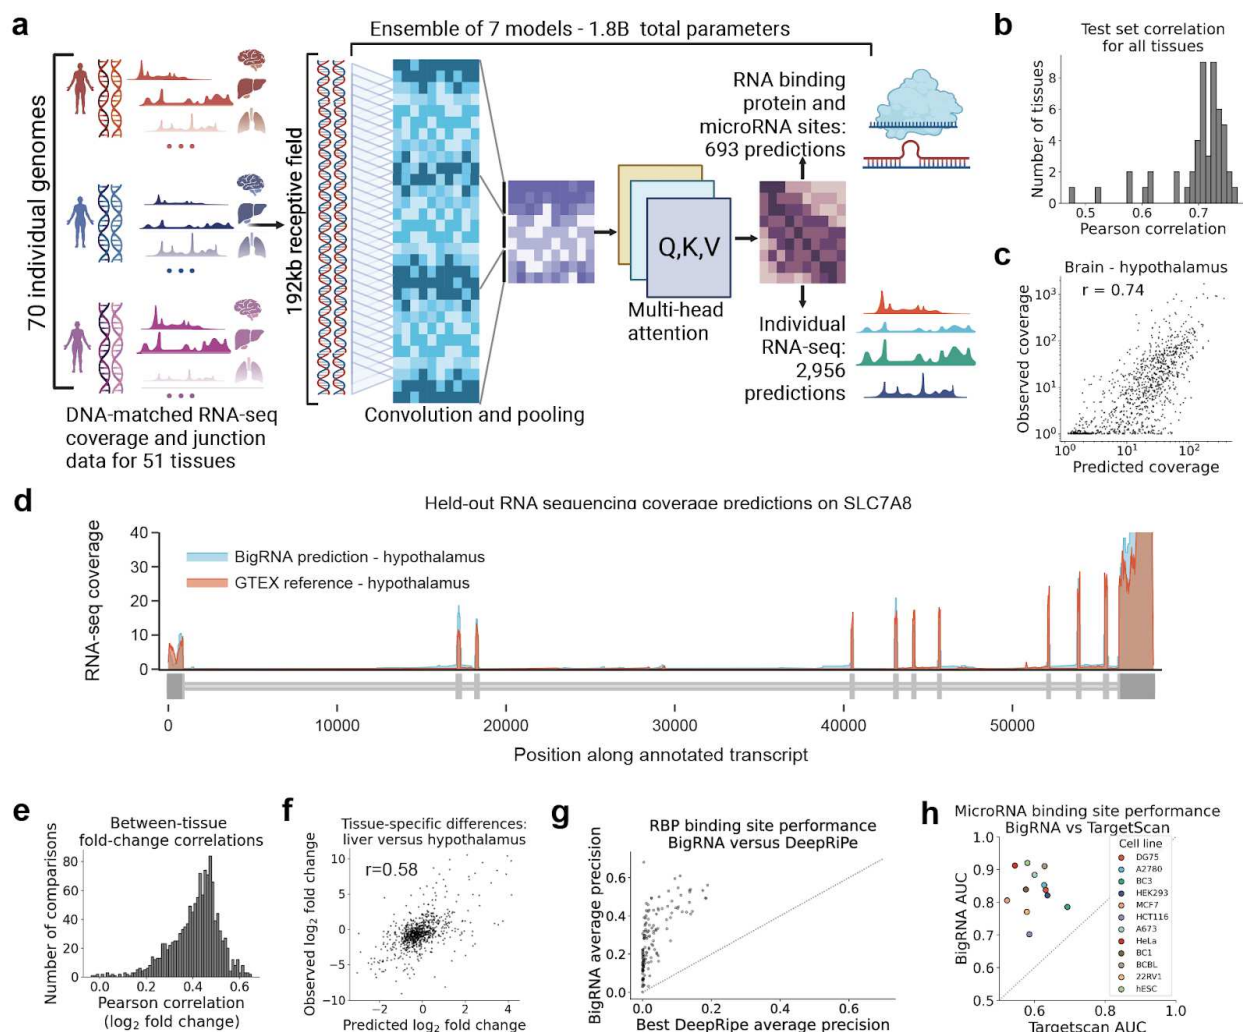 a
Ensemble of 7 models - 1.8B total parameters
70 individual genomes
192kb receptive field
RNA binding
protein and
microRNA sites:
693 predictions
Q,K,V
Multi-head
attention
Individual
RNA-seq:
2,956
predictions
Convolution and pooling
DNA-matched RNA-seq
coverage and junction
data for 51 tissues
b
Test set correlation
for all tissues
Number of tissues
8
6
4
2
0
0.5
0.6
0.7
Pearson correlation
c
Brain - hypothalamus
r = 0.74
Observed coverage
10³
10²
10¹
10⁰
10⁰
10¹
10²
Predicted coverage
d
Held-out RNA sequencing coverage predictions on SLC7A8
BigRNA prediction - hypothalamus
GTEX reference - hypothalamus
RNA-seq coverage
40
30
20
10
0
0
10000
20000
30000
40000
50000
Position along annotated transcript
e
Between-tissue
fold-change correlations
Number of comparisons
80
60
40
20
0
0.0
0.2
0.4
0.6
Pearson correlation
(log₂ fold change)
f
Tissue-specific differences:
liver versus hypothalamus
r=0.58
Observed log₂ fold change
10
5
0
−5
−10
−2
0
2
4
Predicted log₂ fold change
g
RBP binding site performance
BigRNA versus DeepRiPe
BigRNA average precision
0.6
0.4
0.2
0.0
0.0
0.2
0.4
0.6
Best DeepRipe average precision
h
MicroRNA binding site performance
BigRNA vs TargetScan
BigRNA AUC
1.0
0.9
0.8
0.7
0.6
0.5
0.6
0.8
1.0
Targetscan AUC
Cell line
DG75
A2780
BC3
HEK293
MCF7
HCT116
A673
HeLa
BC1
BCBL
22RV1
hESC